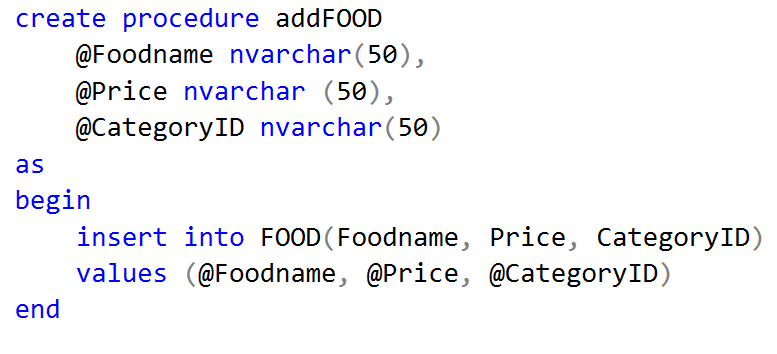 create procedure addFOOD
    @Foodname nvarchar(50),
    @Price nvarchar (50),
    @CategoryID nvarchar(50)
as
begin
    insert into FOOD(Foodname, Price, CategoryID)
    values (@Foodname, @Price, @CategoryID)
end